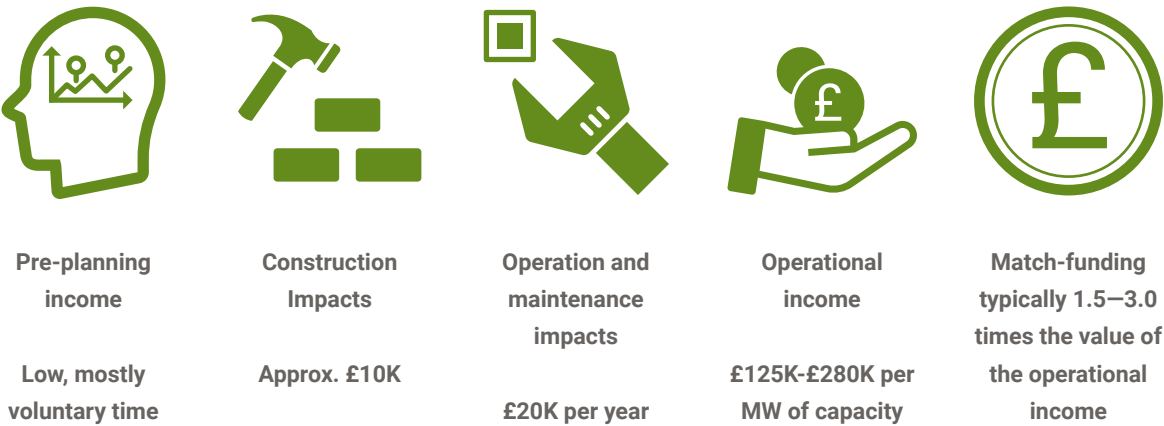 £
£
Pre-planning
income
Low, mostly
voluntary time
Construction
Impacts
Approx. £10K
Operation and
maintenance
impacts
£20K per year
Operational
income
£125K-£280K per
MW of capacity
Match-funding
typically 1.5—3.0
times the value of
the operational
income